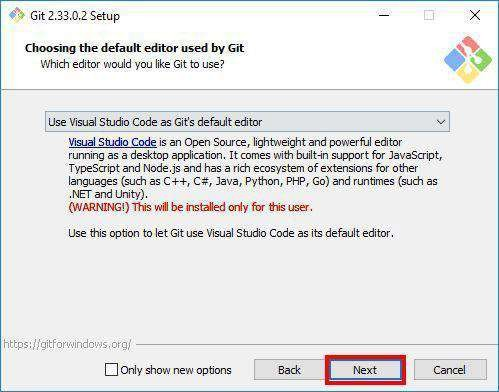 Git 2.33.0.2 Setup
Choosing the default editor used by Git
Which editor would you like Git to use?
Use Visual Studio Code as Git's default editor
Visual Studio Code is an Open Source, lightweight and powerful editor
running as a desktop application. It comes with built-in support for JavaScript,
TypeScript and Node.js and has a rich ecosystem of extensions for other
languages (such as C++, C#, Java, Python, PHP, Go) and runtimes (such as
.NET and Unity).
(WARNING!) This will be installed only for this user.
Use this option to let Git use Visual Studio Code as its default editor.
https://gitforwindows.org/
Only show new options
Back
Next
Cancel